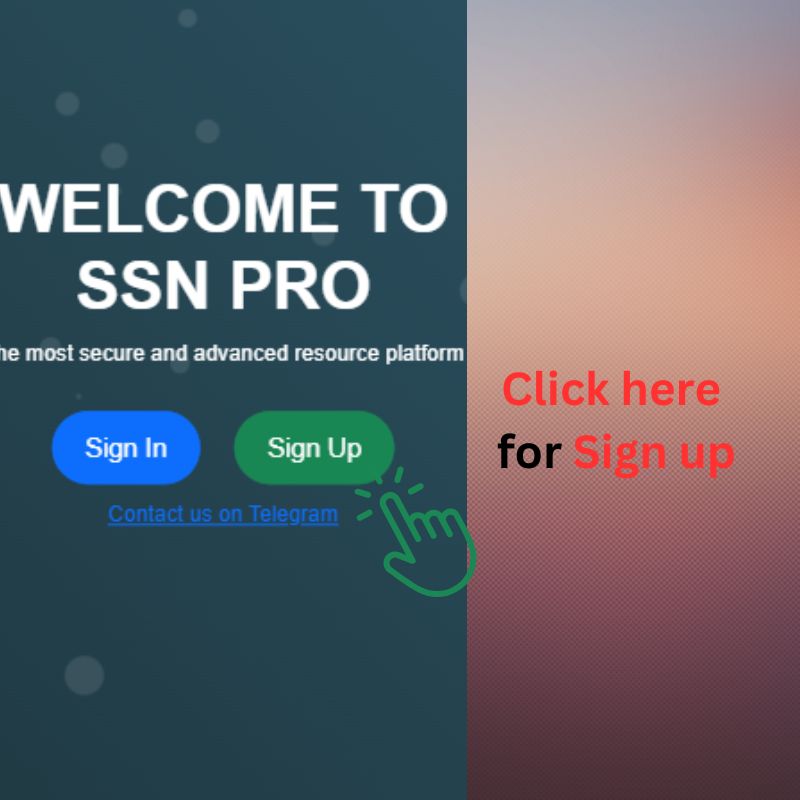 WELCOME TO
SSN PRO
he most secure and advanced resource platform
Sign In
Sign Up
Contact us on Telegram
Click here
for Sign up